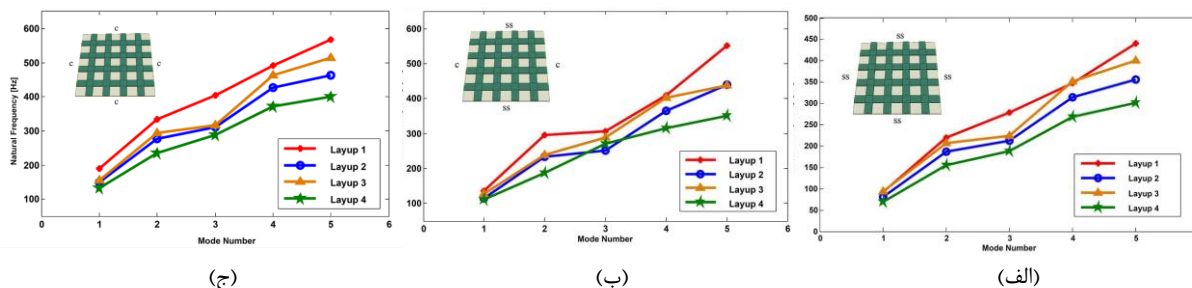 600
500
400
300
200
100
Natural Frequency [Hz]
c
c
c
c
Layup 1
Layup 2
Layup 3
Layup 4
0
1
2
3
4
5
6
Mode Number
(ج)
600
500
400
300
200
100
ss
c
c
ss
Layup 1
Layup 2
Layup 3
Layup 4
0
1
2
3
4
5
6
Mode Number
(ب)
500
450
400
350
300
250
200
150
100
50
0
ss
ss
ss
ss
Layup 1
Layup 2
Layup 3
Layup 4
0
1
2
3
4
5
Mode Number
(الف)